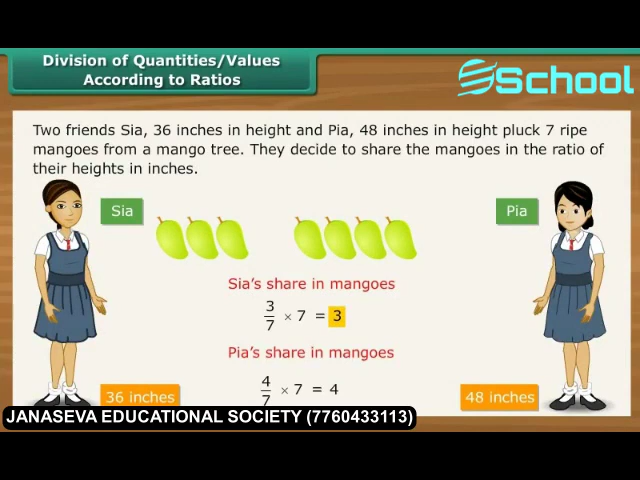 Division of Quantities/Values
According to Ratios
School
Two friends Sia, 36 inches in height and Pia, 48 inches in height pluck 7 ripe
mangoes from a mango tree. They decide to share the mangoes in the ratio of
their heights in inches.
Sia
Pia
Sia's share in mangoes
3/7 × 7 = 3
Pia's share in mangoes
4/7 × 7 = 4
36 inches
48 inches
JANASEVA EDUCATIONAL SOCIETY (7760433113)